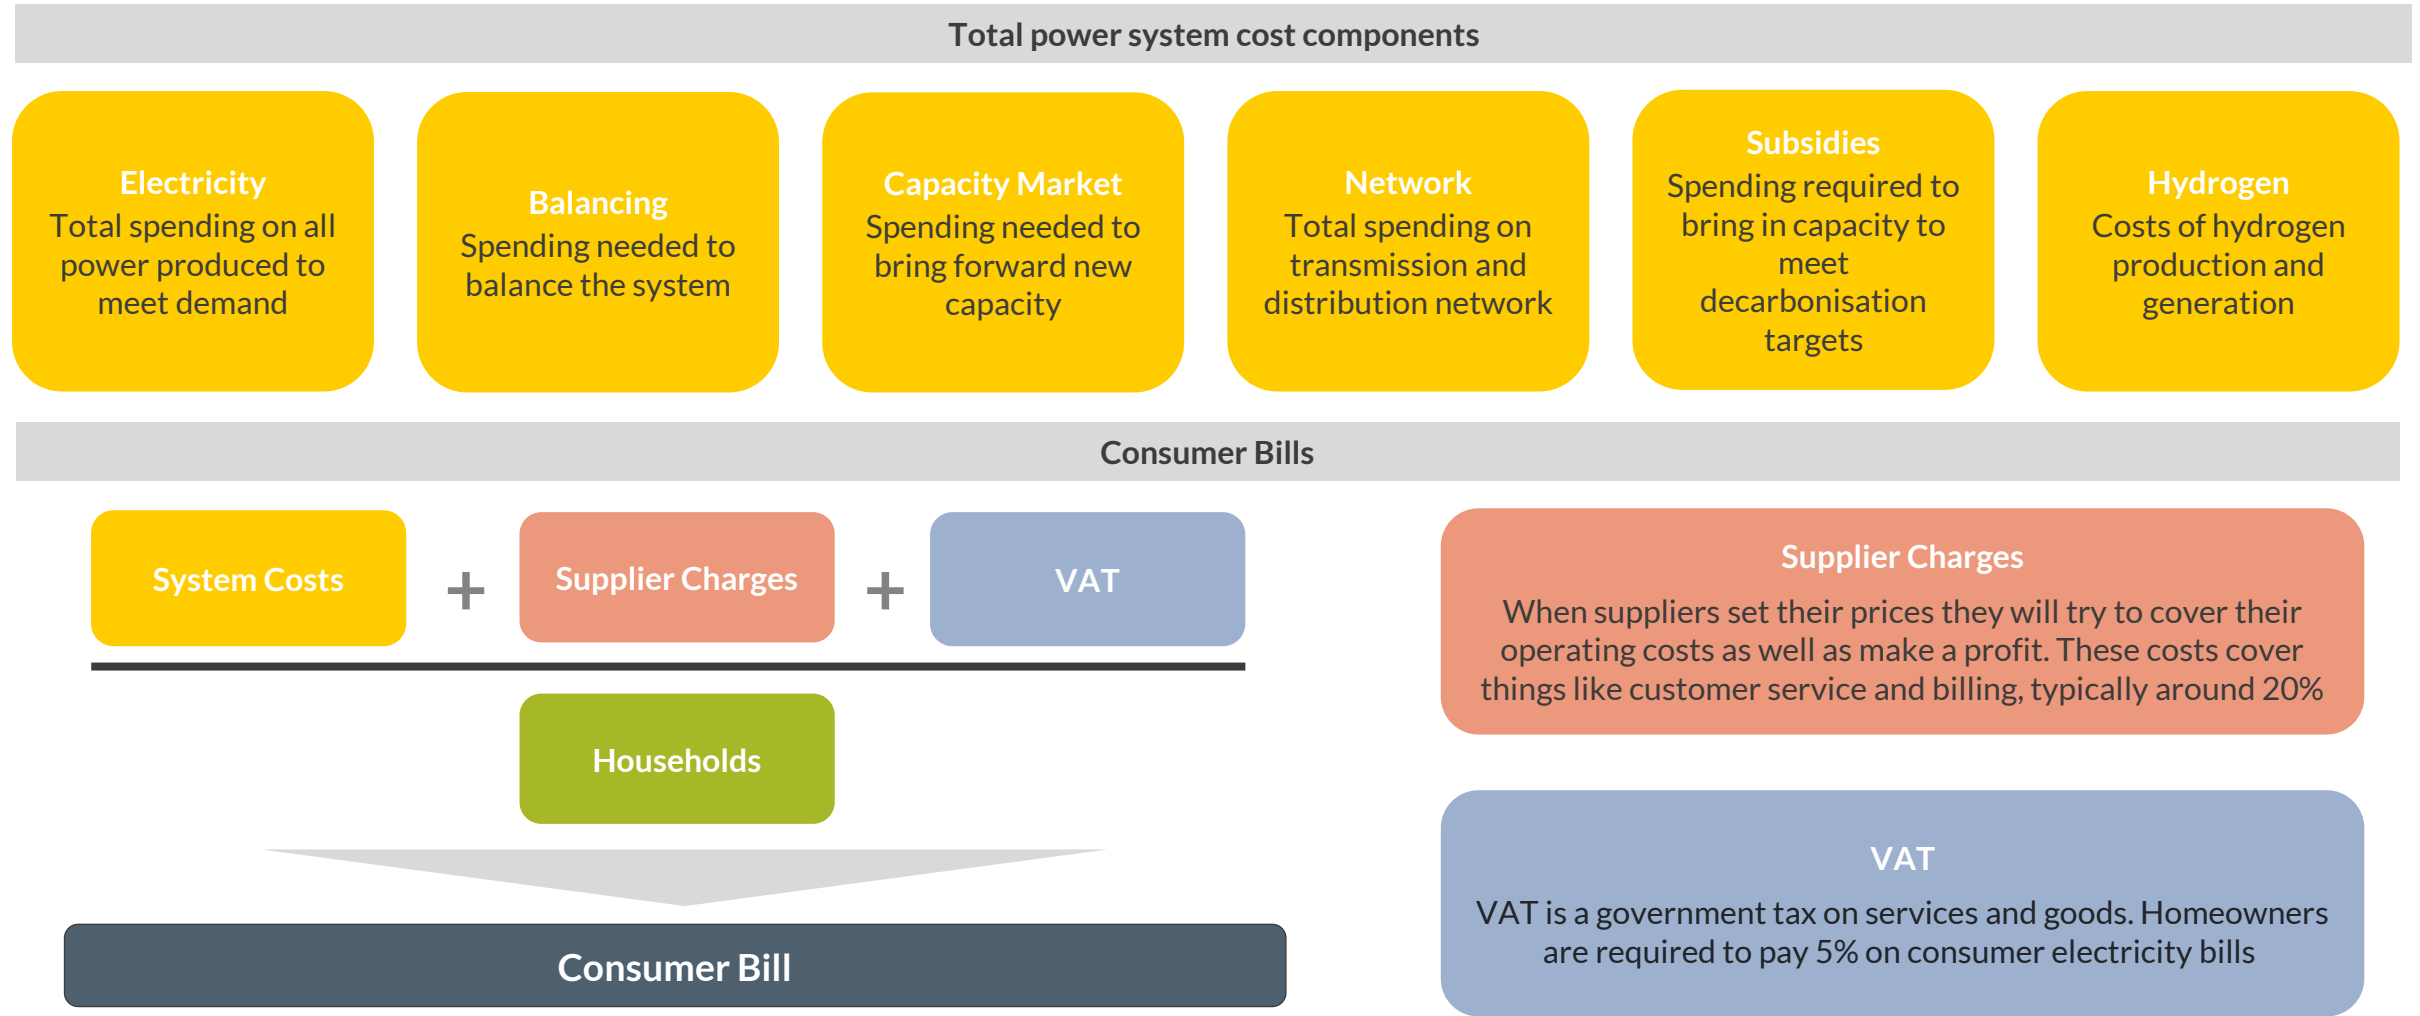 Total power system cost components
Electricity
Total spending on all
power produced to
meet demand
Balancing
Spending needed to
balance the system
Capacity Market
Spending needed to
bring forward new
capacity
Network
Total spending on
transmission and
distribution network
Subsidies
Spending required to
bring in capacity to
meet
decarbonisation
targets
Hydrogen
Costs of hydrogen
production and
generation
Consumer Bills
System Costs
+
Supplier Charges
+
VAT
Households
Consumer Bill
Supplier Charges
When suppliers set their prices they will try to cover their
operating costs as well as make a profit. These costs cover
things like customer service and billing, typically around 20%
VAT
VAT is a government tax on services and goods. Homeowners
are required to pay 5% on consumer electricity bills